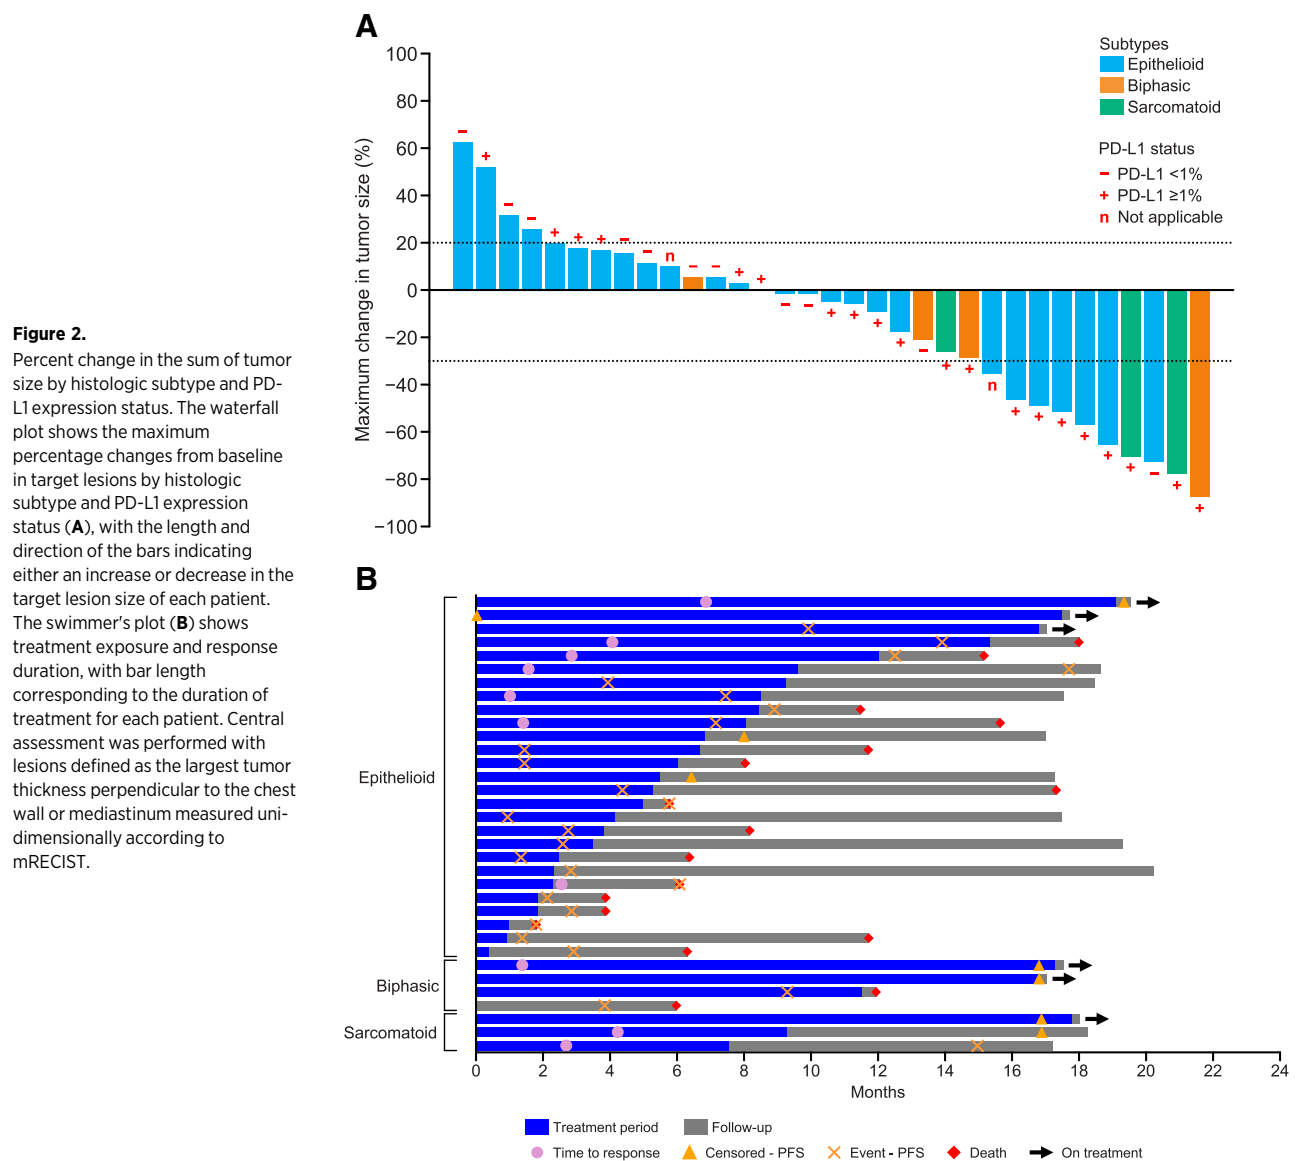 Figure 2.
Percent change in the sum of tumor
size by histologic subtype and PD-
L1 expression status. The waterfall
plot shows the maximum
percentage changes from baseline
in target lesions by histologic
subtype and PD-L1 expression
status (A), with the length and
direction of the bars indicating
either an increase or decrease in the
target lesion size of each patient.
The swimmer's plot (B) shows
treatment exposure and response
duration, with bar length
corresponding to the duration of
treatment for each patient. Central
assessment was performed with
lesions defined as the largest tumor
thickness perpendicular to the chest
wall or mediastinum measured uni-
dimensionally according to
mRECIST.
A
Maximum change in tumor size (%)
100
80
60
40
20
0
−20
−40
−60
−80
−100
Subtypes
Epithelioid
Biphasic
Sarcomatoid
PD-L1 status
– PD-L1 <1%
+ PD-L1 ≥1%
n Not applicable
– + – – + + + – – n – – + + – – + + + + – + + n + + + + + + – + +
B
Epithelioid
Biphasic
Sarcomatoid
0 2 4 6 8 10 12 14 16 18 20 22 24
Months
Treatment period
Follow-up
Time to response
Censored - PFS
Event - PFS
Death
On treatment